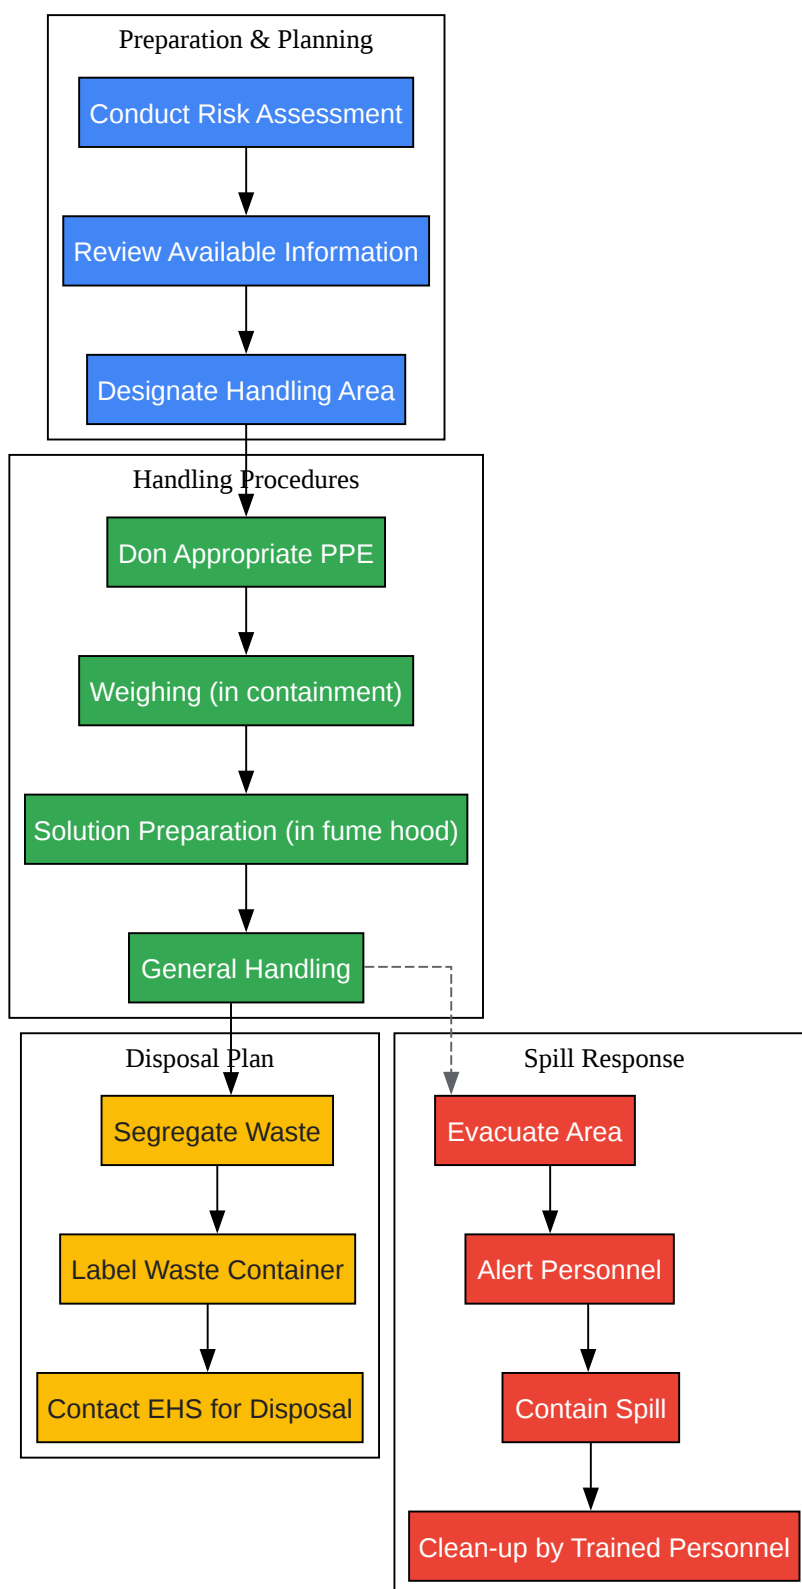 Preparation & Planning
Conduct Risk Assessment
Review Available Information
Designate Handling Area
Handling Procedures
Don Appropriate PPE
Weighing (in containment)
Solution Preparation (in fume hood)
General Handling
Disposal Plan
Segregate Waste
Label Waste Container
Contact EHS for Disposal
Spill Response
Evacuate Area
Alert Personnel
Contain Spill
Clean-up by Trained Personnel